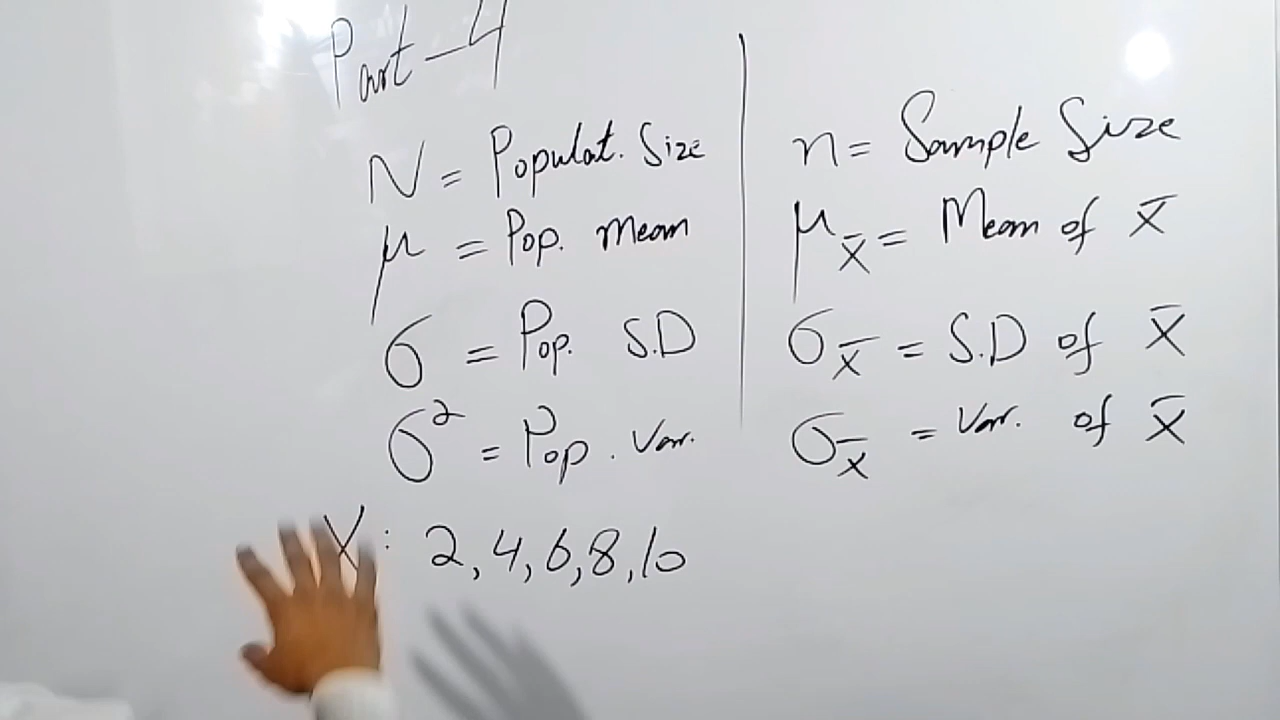 Part-4
N = Populat. Size
μ = Pop. Mean
σ = Pop. S.D
σ² = Pop. Var.
X : 2,4,6,8,10
n = Sample Size
μx̄ = Mean of x̄
σx̄ = S.D of x̄
σx̄ = Var. of x̄